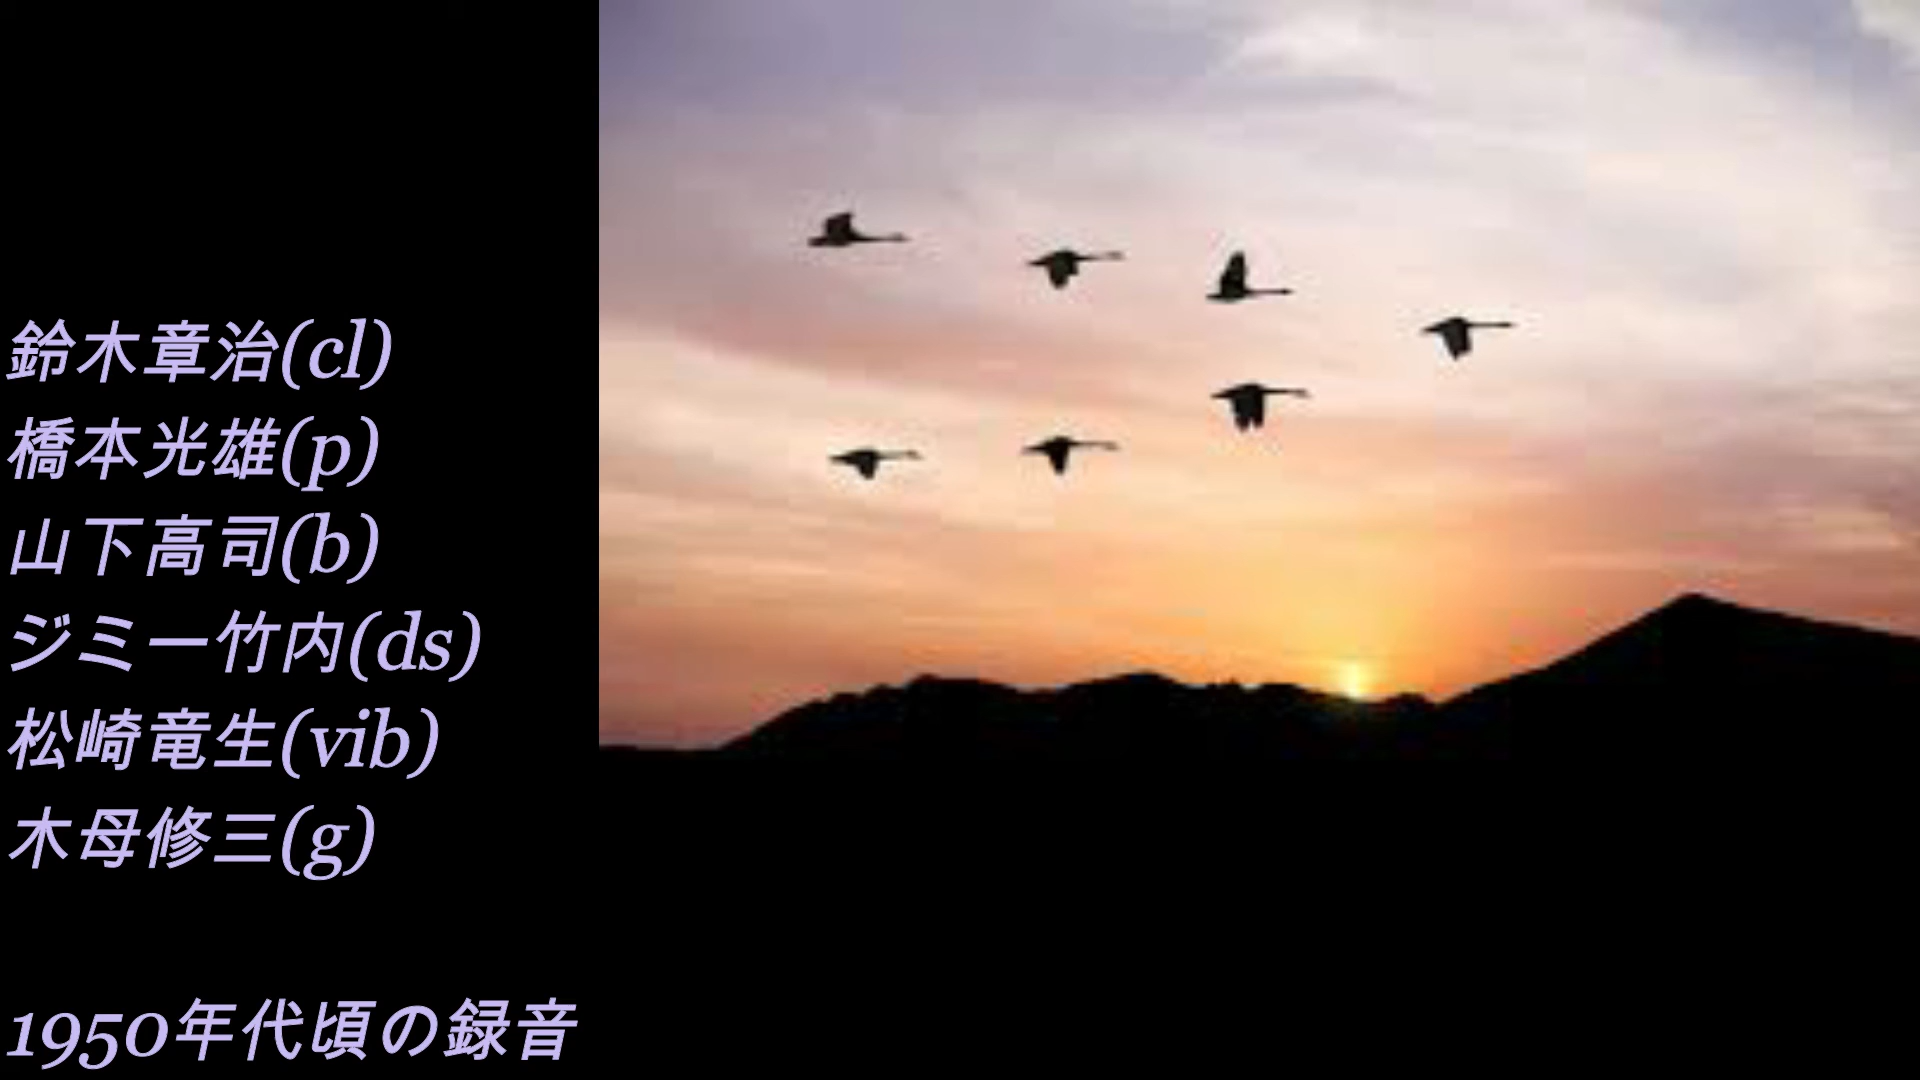 鈴木章治(cl)
橋本光雄(p)
山下高司(b)
ジミー竹内(ds)
松崎竜生(vib)
木母修三(g)
1950年代頃の録音